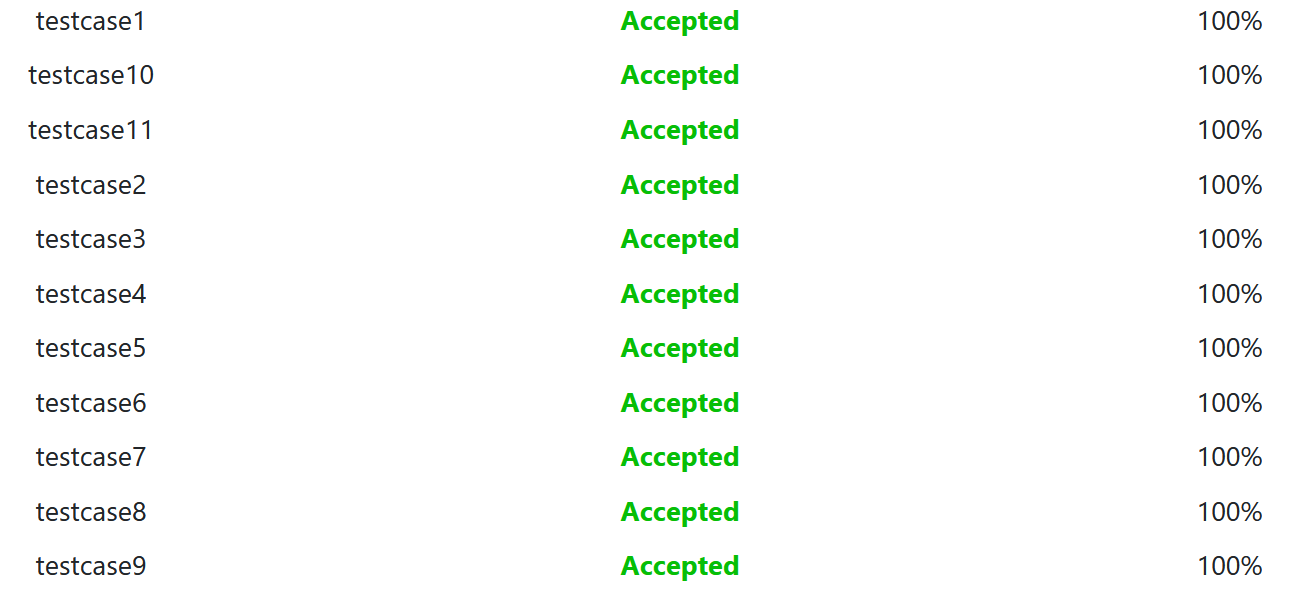 testcase1 Accepted 100%
testcase10 Accepted 100%
testcase11 Accepted 100%
testcase2 Accepted 100%
testcase3 Accepted 100%
testcase4 Accepted 100%
testcase5 Accepted 100%
testcase6 Accepted 100%
testcase7 Accepted 100%
testcase8 Accepted 100%
testcase9 Accepted 100%